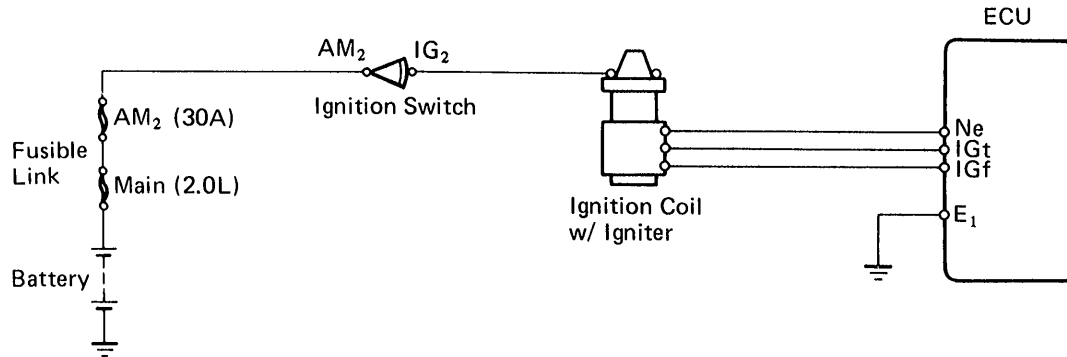 ECU
AM₂
IG₂
Ignition Switch
AM₂ (30A)
Fusible
Link
Main (2.0L)
Battery
Ignition Coil
w/ Igniter
Ne
IGt
IGf
E₁